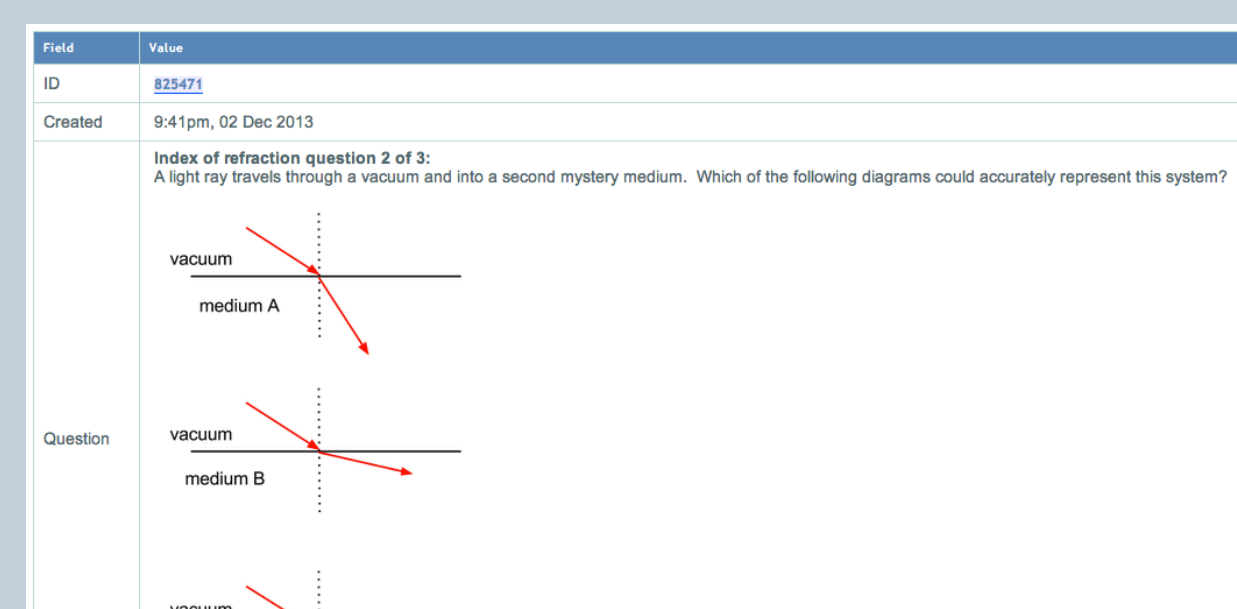 Field Value
ID 825471
Created 9:41pm, 02 Dec 2013
Index of refraction question 2 of 3:
A light ray travels through a vacuum and into a second mystery medium. Which of the following diagrams could accurately represent this system?
vacuum
medium A
Question
vacuum
medium B
vacuum